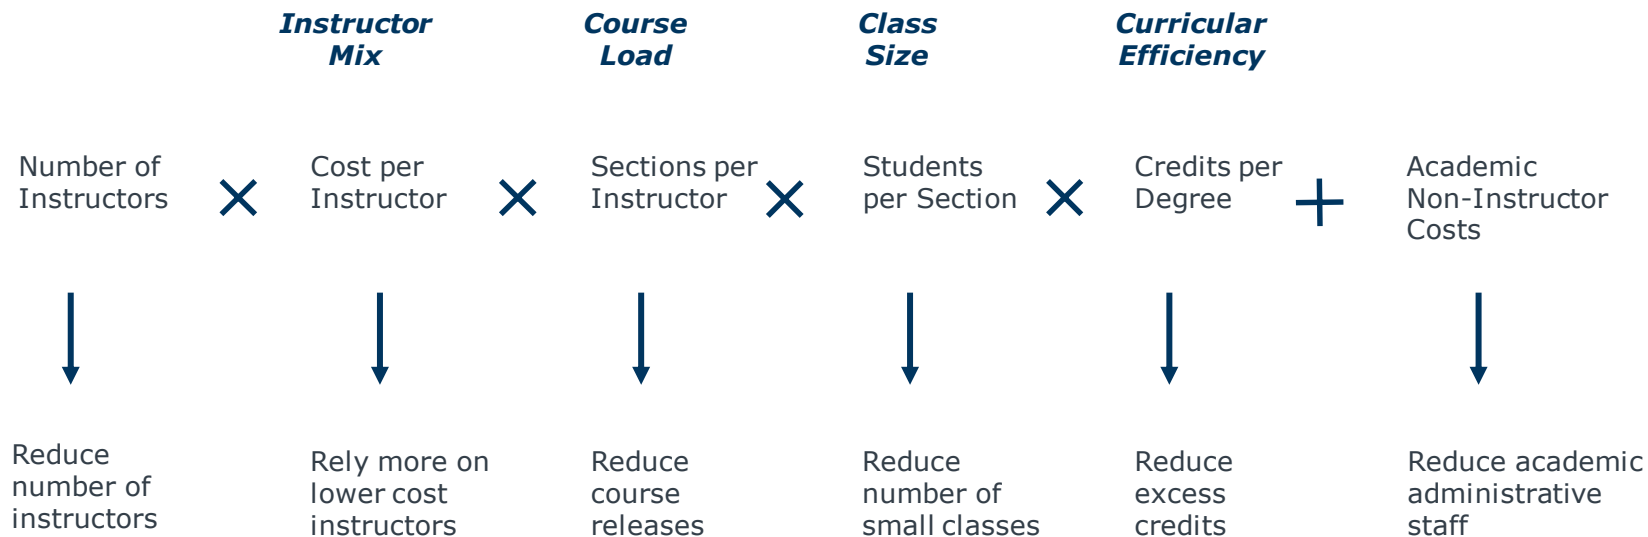 Instructor
Mix
Course
Load
Class
Size
Curricular
Efficiency
Number of
Instructors
Cost per
Instructor
Sections per
Instructor
Students
per Section
Credits per
Degree
Academic
Non-Instructor
Costs
Reduce
number of
instructors
Rely more on
lower cost
instructors
Reduce
course
releases
Reduce
number of
small classes
Reduce
excess
credits
Reduce academic
administrative
staff